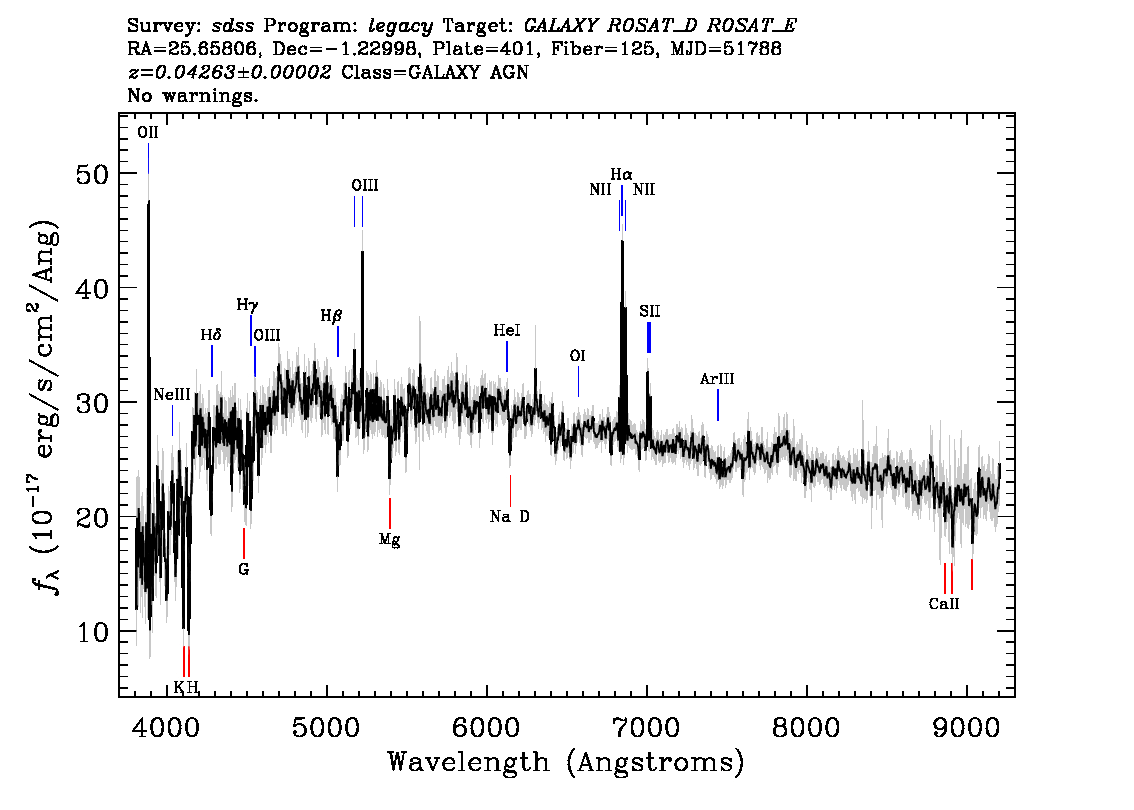 Survey: sdss Program: legacy Target: GALAXY ROSAT_D ROSAT_E
RA=25.65806, Dec=−1.22998, Plate=401, Fiber=125, MJD=51788
z=0.04263±0.00002 Class=GALAXY AGN
No warnings.
OII
Hα
OIII
NII NII
Hγ
SII
Hβ
HeI
Hδ
OIII
OI
ArIII
NeIII
Na D
Mg
G
CaII
K H
50
40
30
20
10
fλ (10−17 erg/s/cm2/Ang)
4000 5000 6000 7000 8000 9000
Wavelength (Angstroms)